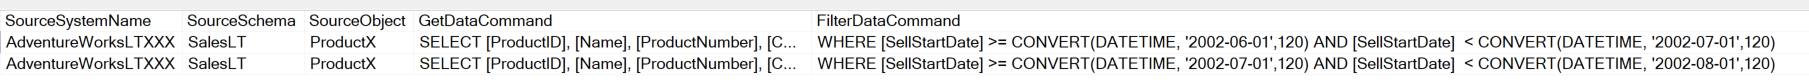 SourceSystemName SourceSchema SourceObject GetDataCommand FilterDataCommand
AdventureWorksLTXXX SalesLT ProductX SELECT [ProductID], [Name], [ProductNumber], [C... WHERE [SellStartDate] >= CONVERT(DATETIME, '2002-06-01',120) AND [SellStartDate]  < CONVERT(DATETIME, '2002-07-01',120)
AdventureWorksLTXXX SalesLT ProductX SELECT [ProductID], [Name], [ProductNumber], [C... WHERE [SellStartDate] >= CONVERT(DATETIME, '2002-07-01',120) AND [SellStartDate]  < CONVERT(DATETIME, '2002-08-01',120)